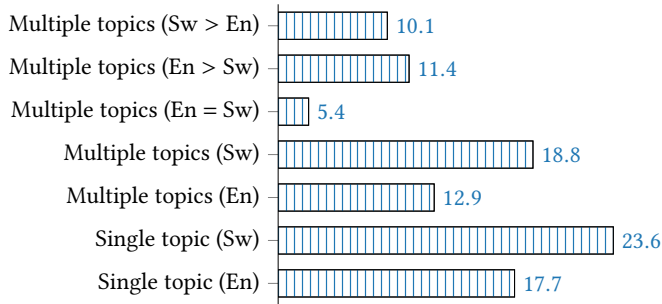 Multiple topics (Sw > En) 10.1
Multiple topics (En > Sw) 11.4
Multiple topics (En = Sw) 5.4
Multiple topics (Sw) 18.8
Multiple topics (En) 12.9
Single topic (Sw) 23.6
Single topic (En) 17.7